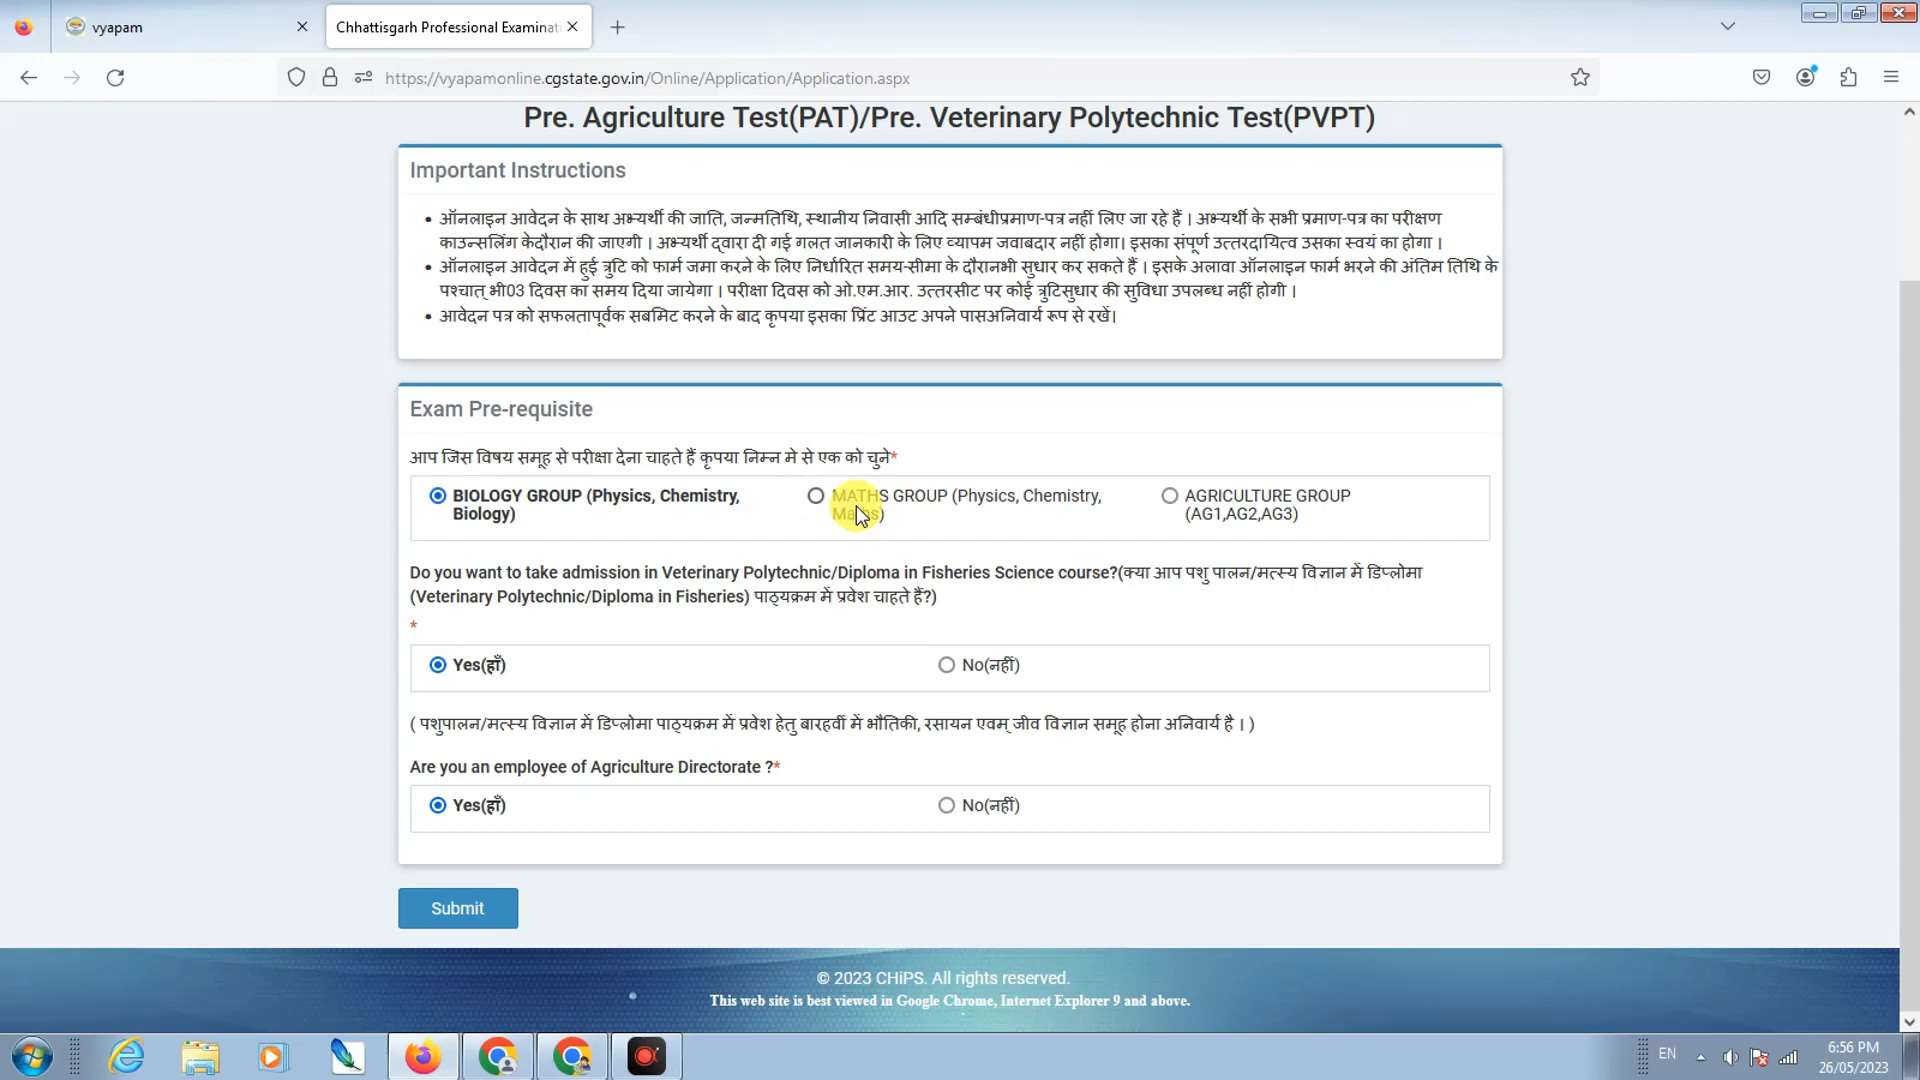 vyapam
Chhattisgarh Professional Examinat
https://vyapamonline.cgstate.gov.in/Online/Application/Application.aspx
Pre. Agriculture Test(PAT)/Pre. Veterinary Polytechnic Test(PVPT)
Important Instructions
• ऑनलाइन आवेदन के साथ अभ्यर्थी की जाति, जन्मतिथि, स्थानीय निवासी आदि सम्बंधीप्रमाण-पत्र नहीं लिए जा रहे हैं । अभ्यर्थी के सभी प्रमाण-पत्र का परीक्षण
काउन्सलिंग केदौरान की जाएगी । अभ्यर्थी द्वारा दी गई गलत जानकारी के लिए व्यापम जवाबदार नहीं होगा। इसका संपूर्ण उत्तरदायित्व उसका स्वयं का होगा ।
• ऑनलाइन आवेदन में हुई त्रुटि को फार्म जमा करने के लिए निर्धारित समय-सीमा के दौरानभी सुधार कर सकते हैं । इसके अलावा ऑनलाइन फार्म भरने की अंतिम तिथि के
पश्चात् भी03 दिवस का समय दिया जायेगा । परीक्षा दिवस को ओ.एम.आर. उत्तरसीट पर कोई त्रुटिसुधार की सुविधा उपलब्ध नहीं होगी ।
• आवेदन पत्र को सफलतापूर्वक सबमिट करने के बाद कृपया इसका प्रिंट आउट अपने पासअनिवार्य रूप से रखें।
Exam Pre-requisite
आप जिस विषय समूह से परीक्षा देना चाहते हैं कृपया निम्न मे से एक को चुने*
BIOLOGY GROUP (Physics, Chemistry,
Biology)
MATHS GROUP (Physics, Chemistry,
Maths)
AGRICULTURE GROUP
(AG1,AG2,AG3)
Do you want to take admission in Veterinary Polytechnic/Diploma in Fisheries Science course?(क्या आप पशु पालन/मत्स्य विज्ञान में डिप्लोमा
(Veterinary Polytechnic/Diploma in Fisheries) पाठ्यक्रम में प्रवेश चाहते हैं?)
*
Yes(हाँ) No(नहीं)
( पशुपालन/मत्स्य विज्ञान में डिप्लोमा पाठ्यक्रम में प्रवेश हेतु बारहवीं में भौतिकी, रसायन एवम् जीव विज्ञान समूह होना अनिवार्य है । )
Are you an employee of Agriculture Directorate ?*
Yes(हाँ) No(नहीं)
Submit
© 2023 CHiPS. All rights reserved.
This web site is best viewed in Google Chrome, Internet Explorer 9 and above.
EN
6:56 PM
26/05/2023